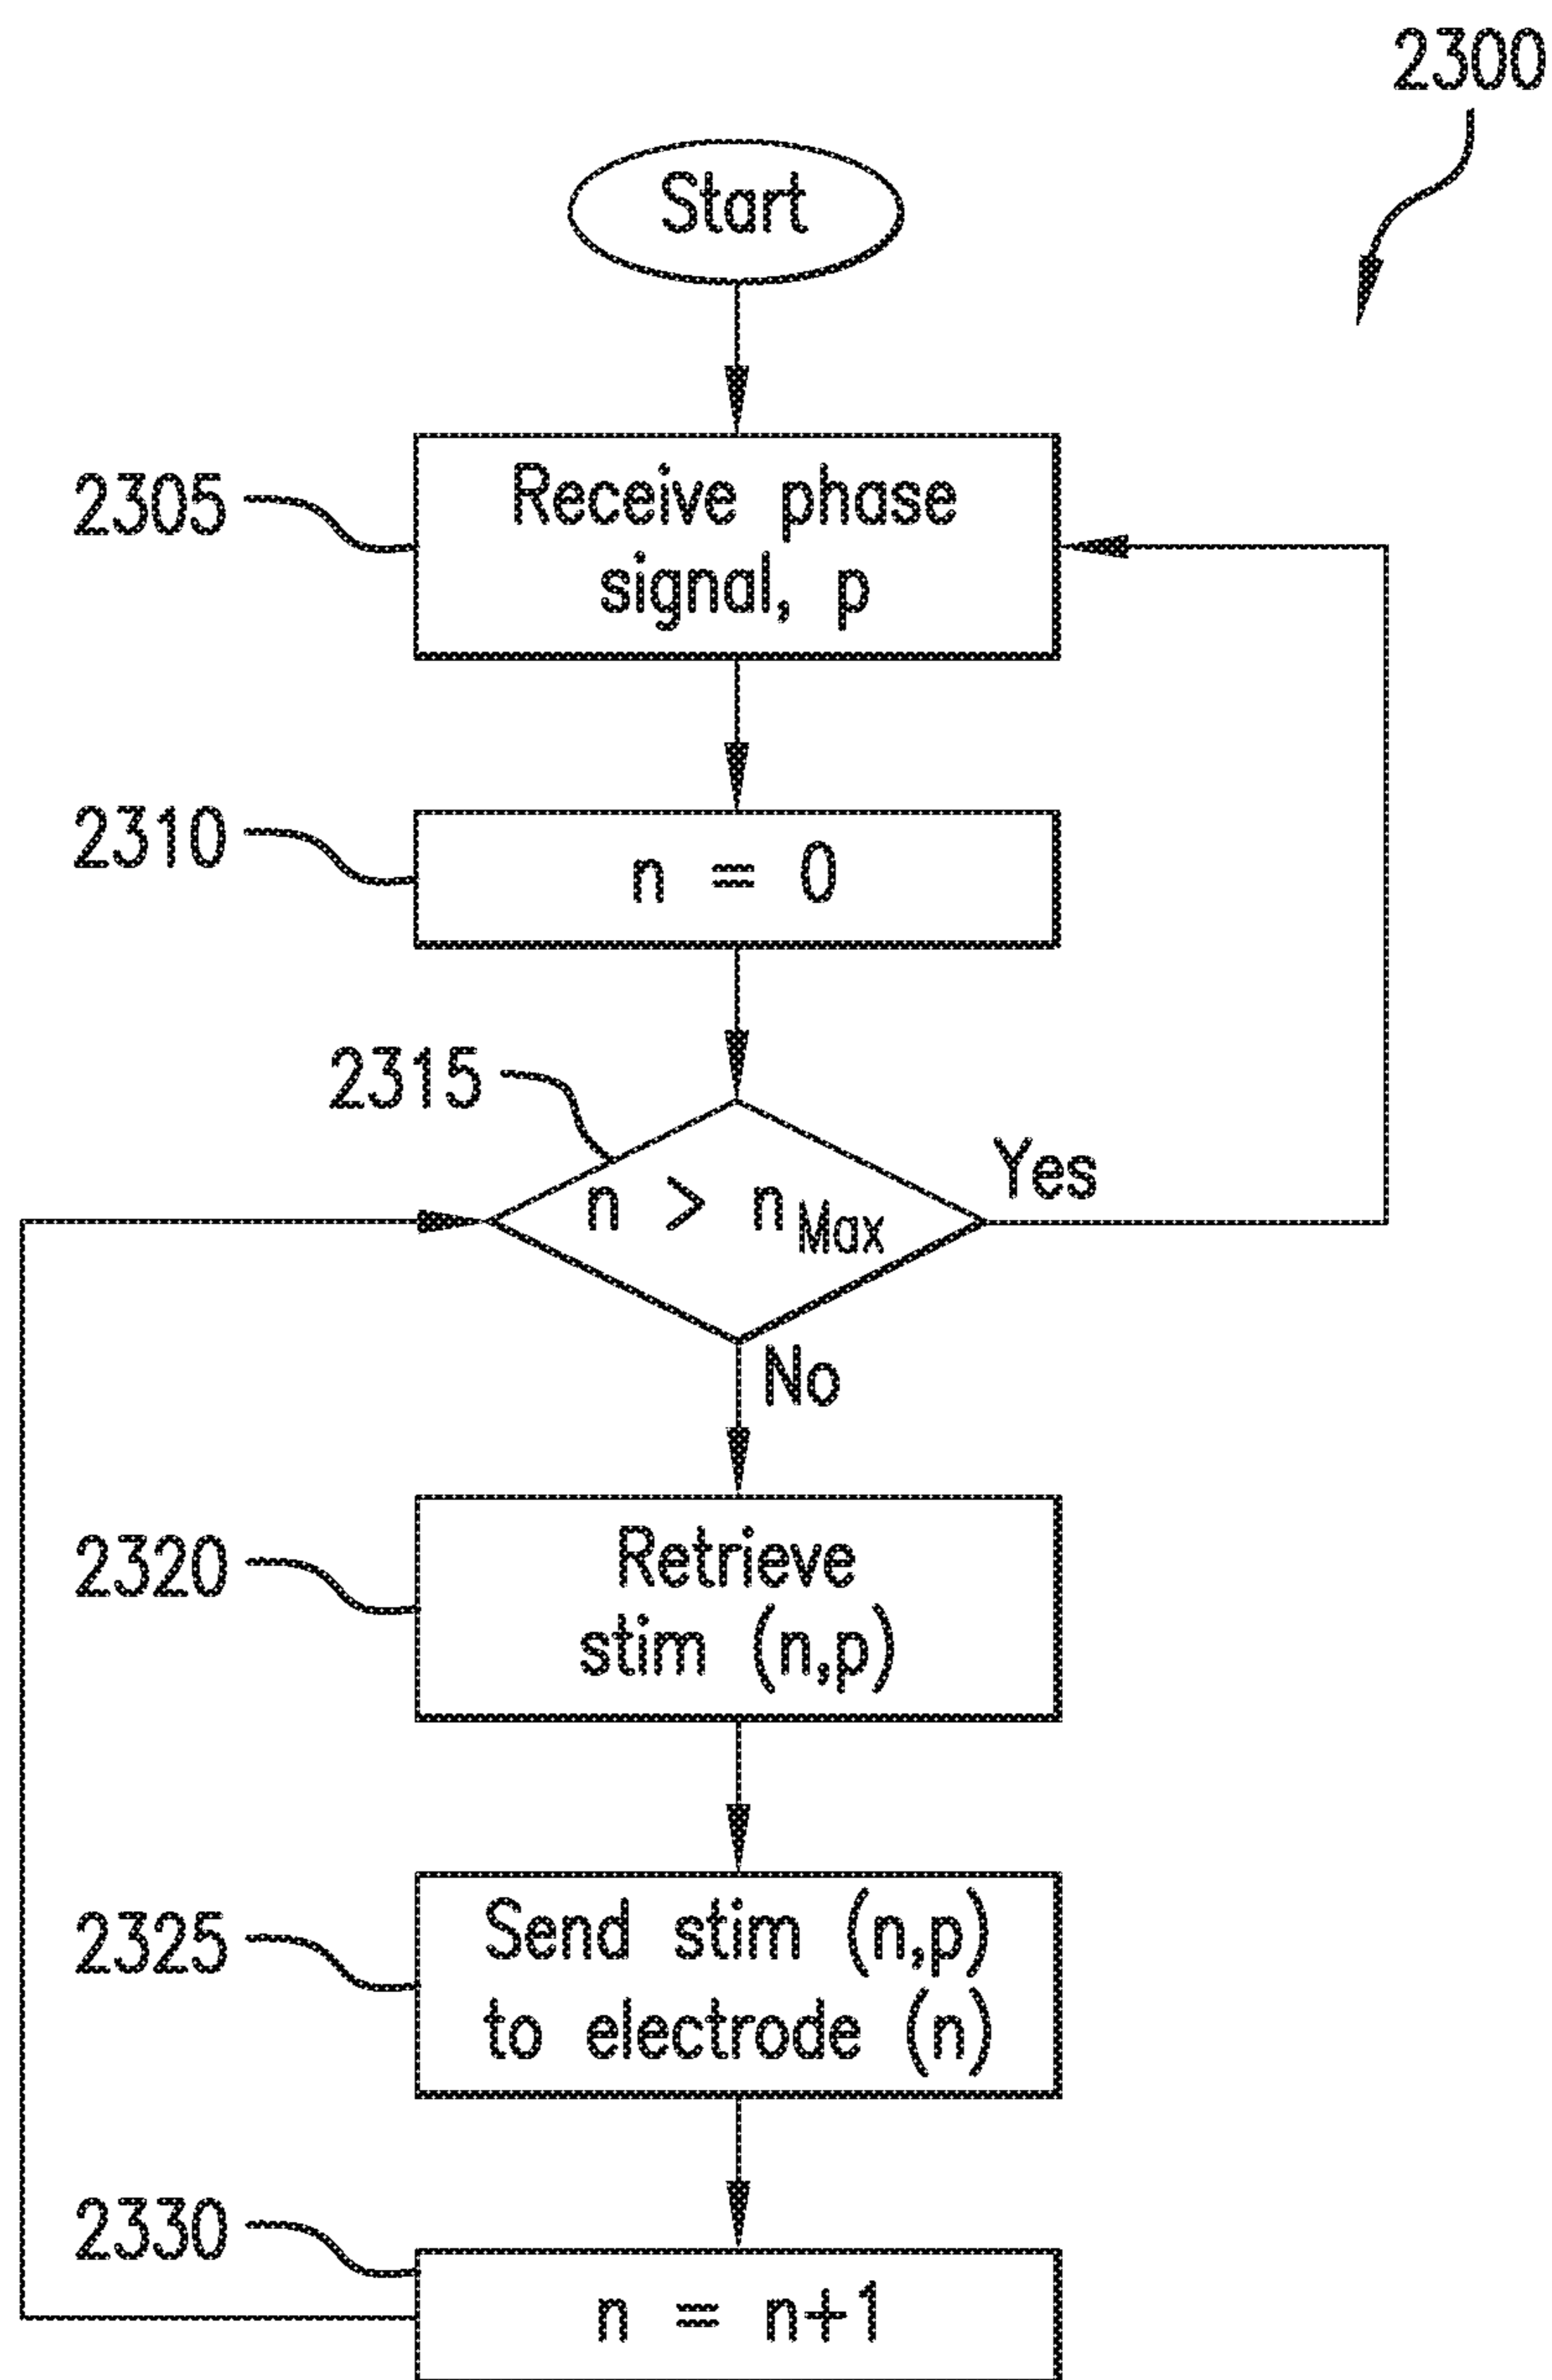 2300
Start
2305
Receive phase
signal, p
2310
n = 0
2315
n > nMax
Yes
No
2320
Retrieve
stim (n,p)
2325
Send stim (n,p)
to electrode (n)
2330
n = n+1